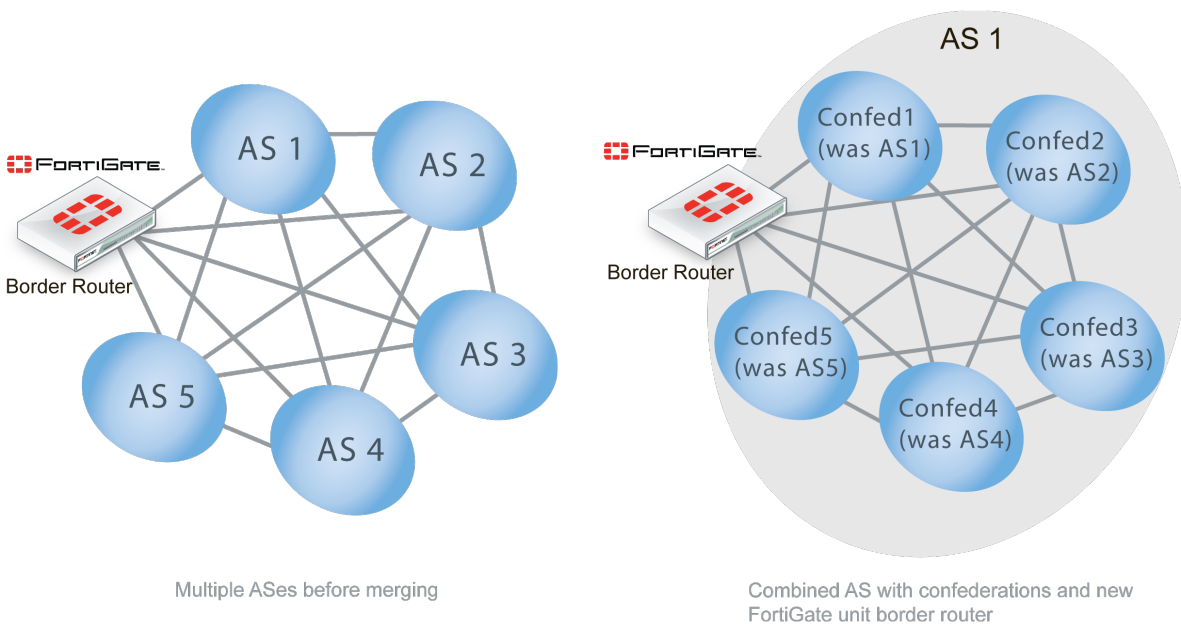 AS 1
AS 2
FORTIGATE
Border Router
AS 3
AS 5
AS 4
Multiple ASes before merging
AS 1
Confed1
(was AS1)
Confed2
(was AS2)
FORTIGATE
Border Router
Confed3
(was AS3)
Confed5
(was AS5)
Confed4
(was AS4)
Combined AS with confederations and new
FortiGate unit border router